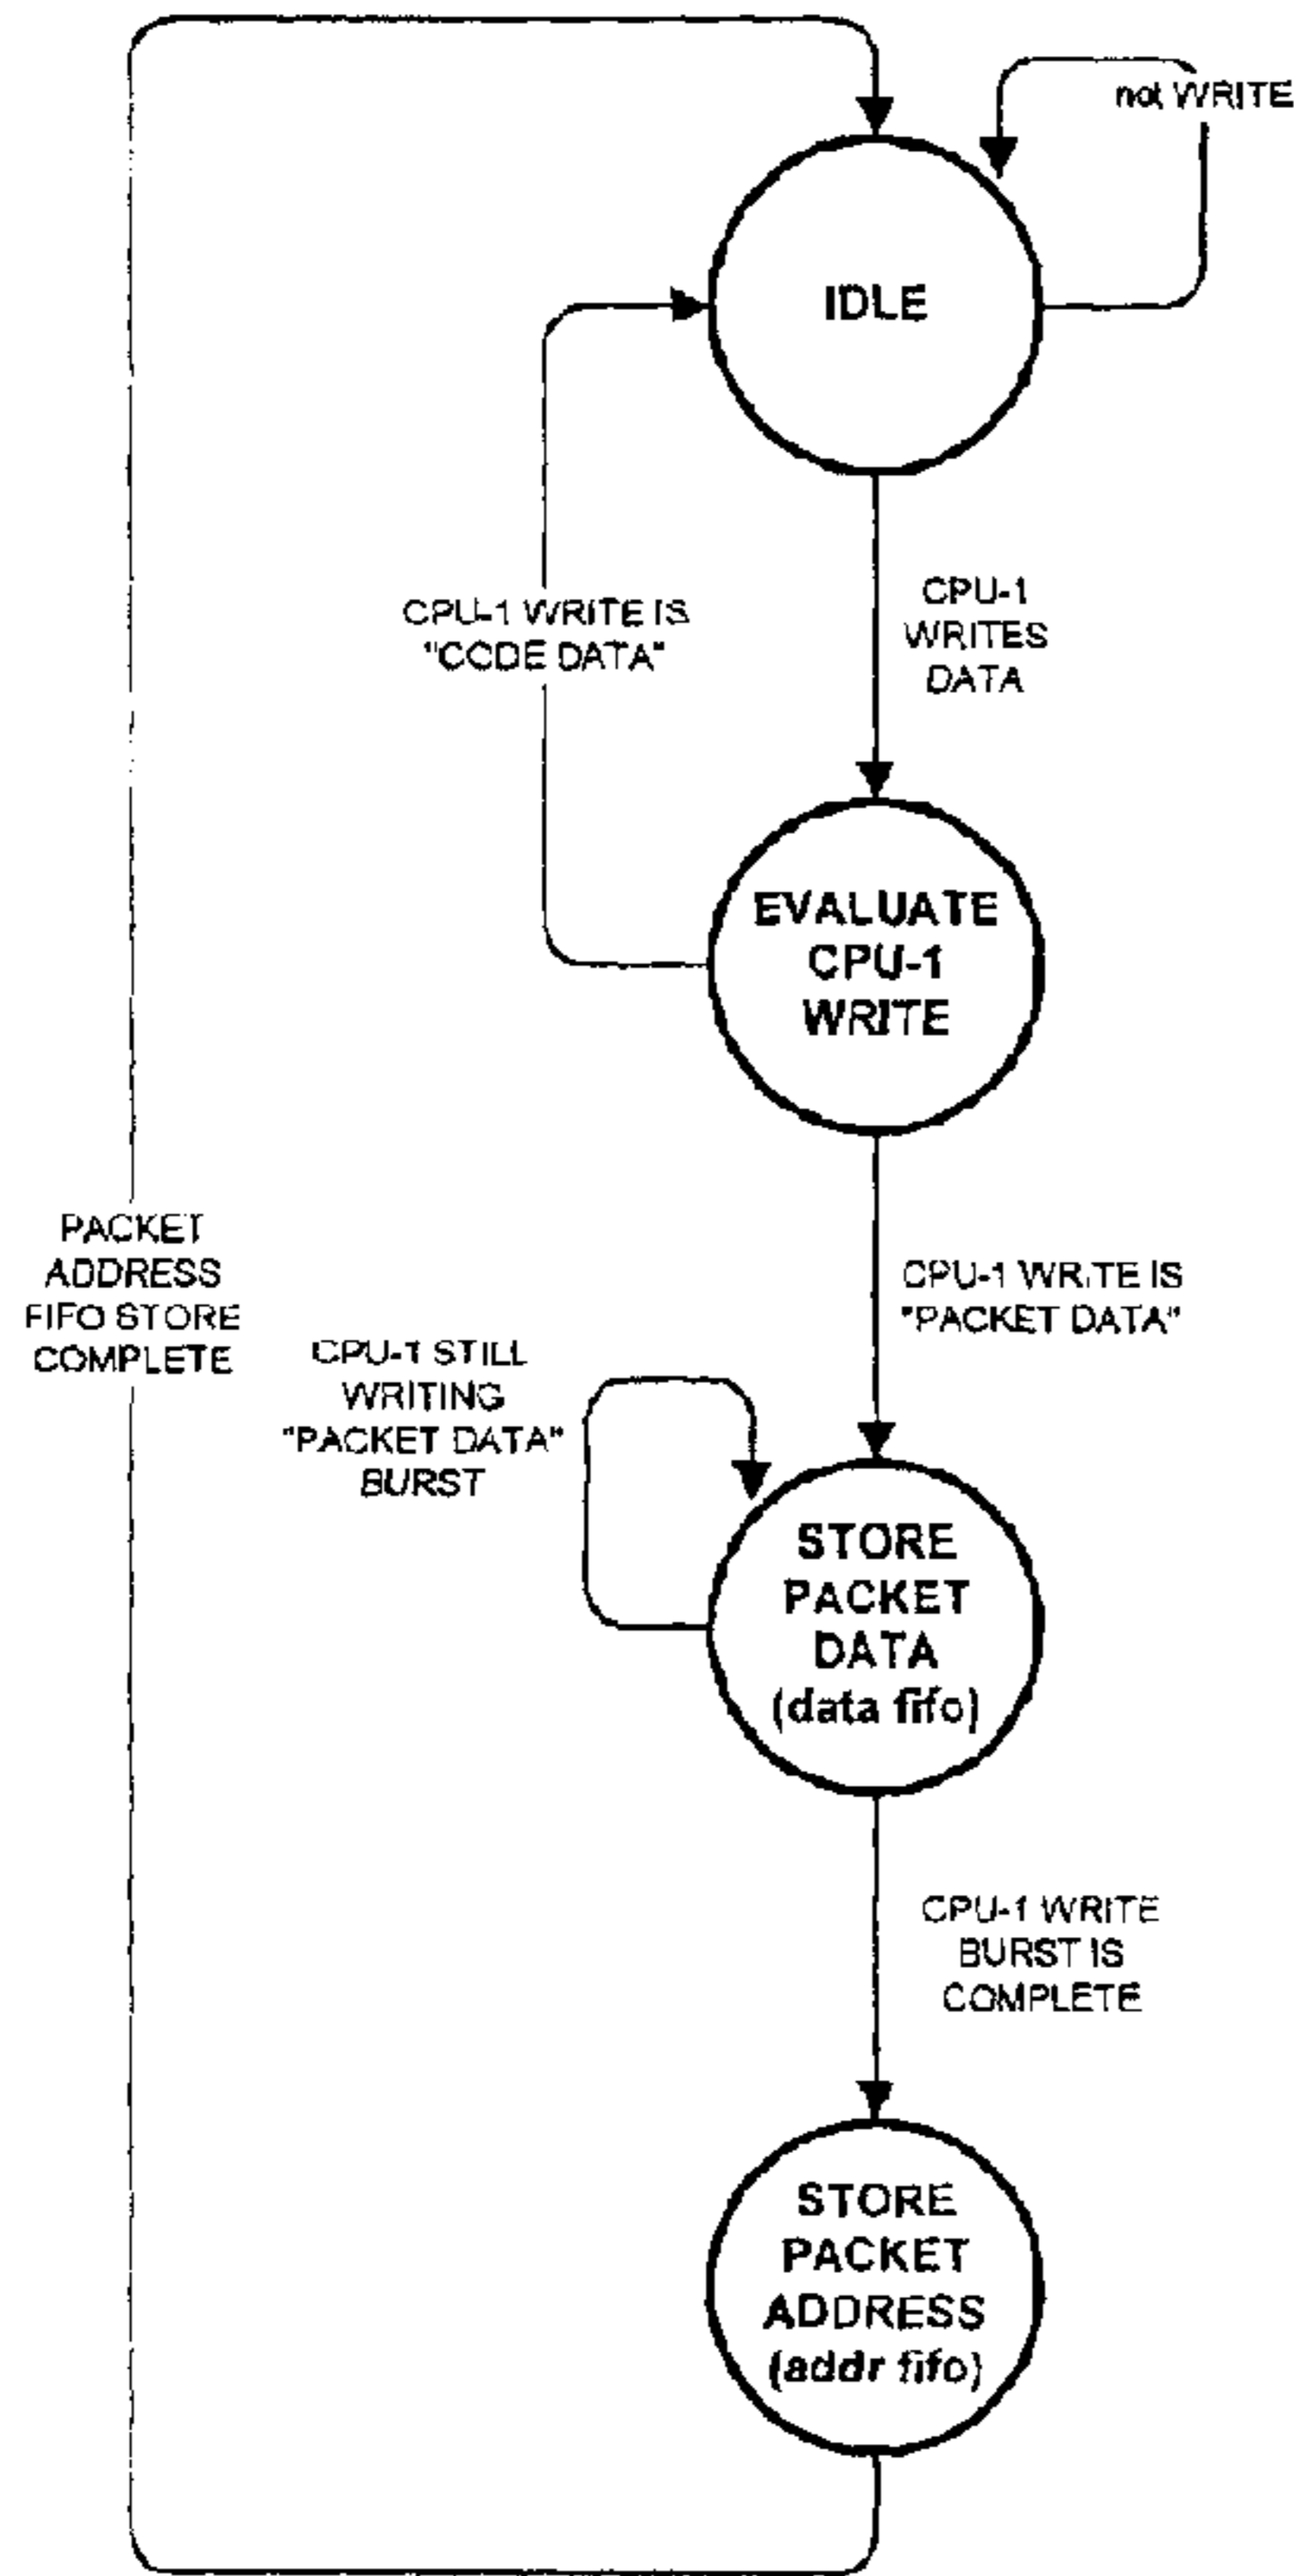 not WRITE
IDLE
CPU-1
WRITES
DATA
CPU-1 WRITE IS
"CODE DATA"
EVALUATE
CPU-1
WRITE
PACKET
ADDRESS
FIFO STORE
COMPLETE
CPU-1 WRITE IS
"PACKET DATA"
CPU-1 STILL
WRITING
"PACKET DATA"
BURST
STORE
PACKET
DATA
(data fifo)
CPU-1 WRITE
BURST IS
COMPLETE
STORE
PACKET
ADDRESS
(addr fifo)